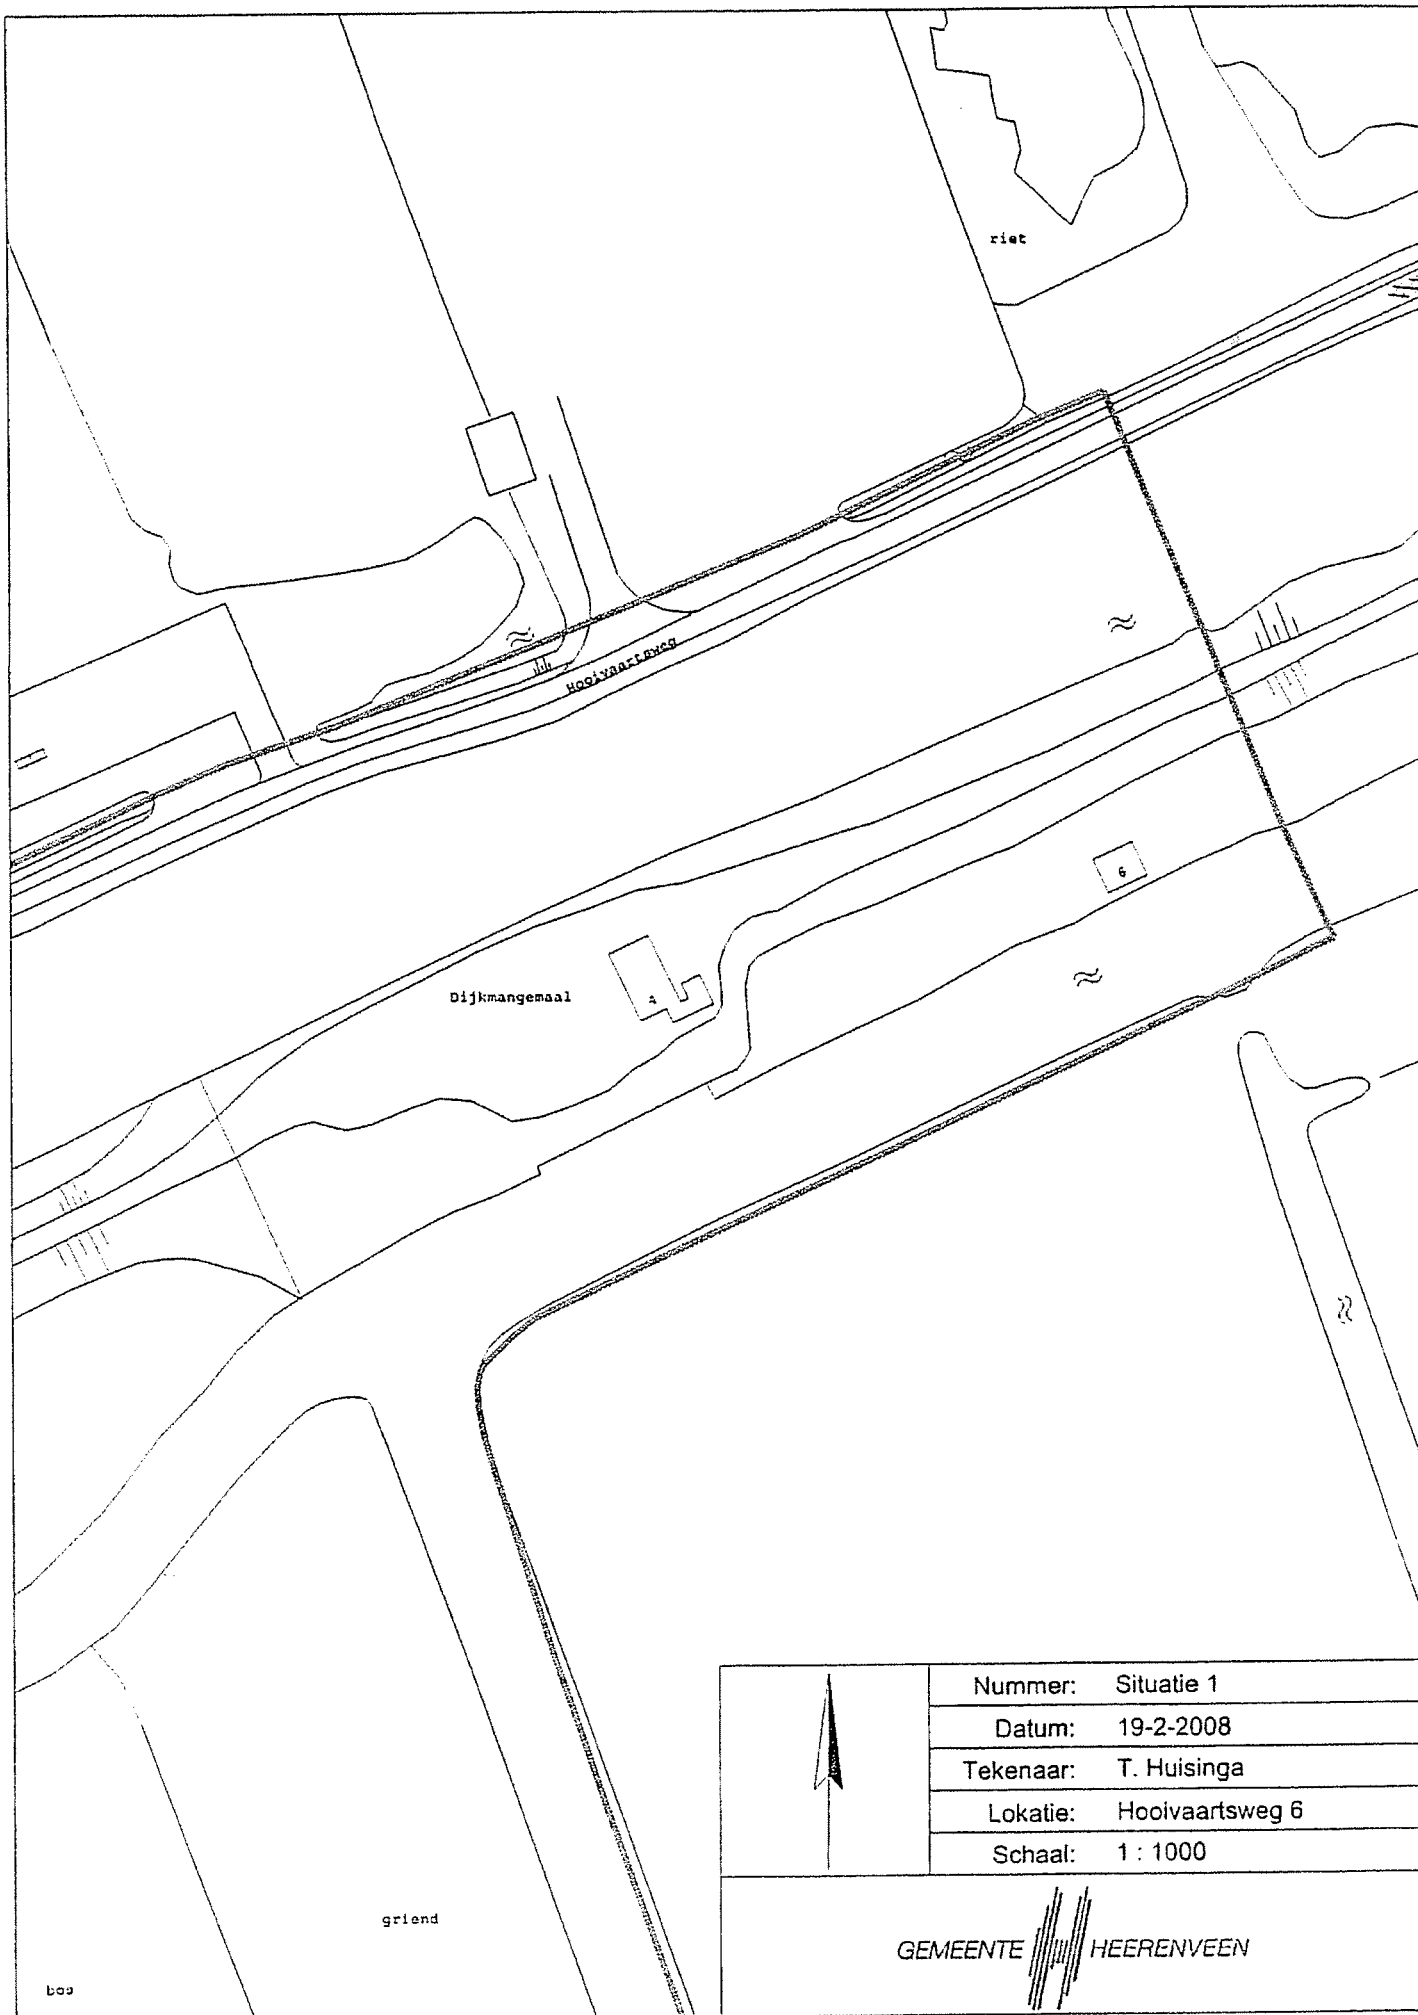 riet
Hooivaartsweg
6
4
Dijkmangemaal
Nummer: Situatie 1
Datum: 19-2-2008
Tekenaar: T. Huisinga
Lokatie: Hooivaartsweg 6
Schaal: 1 : 1000
griend
GEMEENTE HEERENVEEN